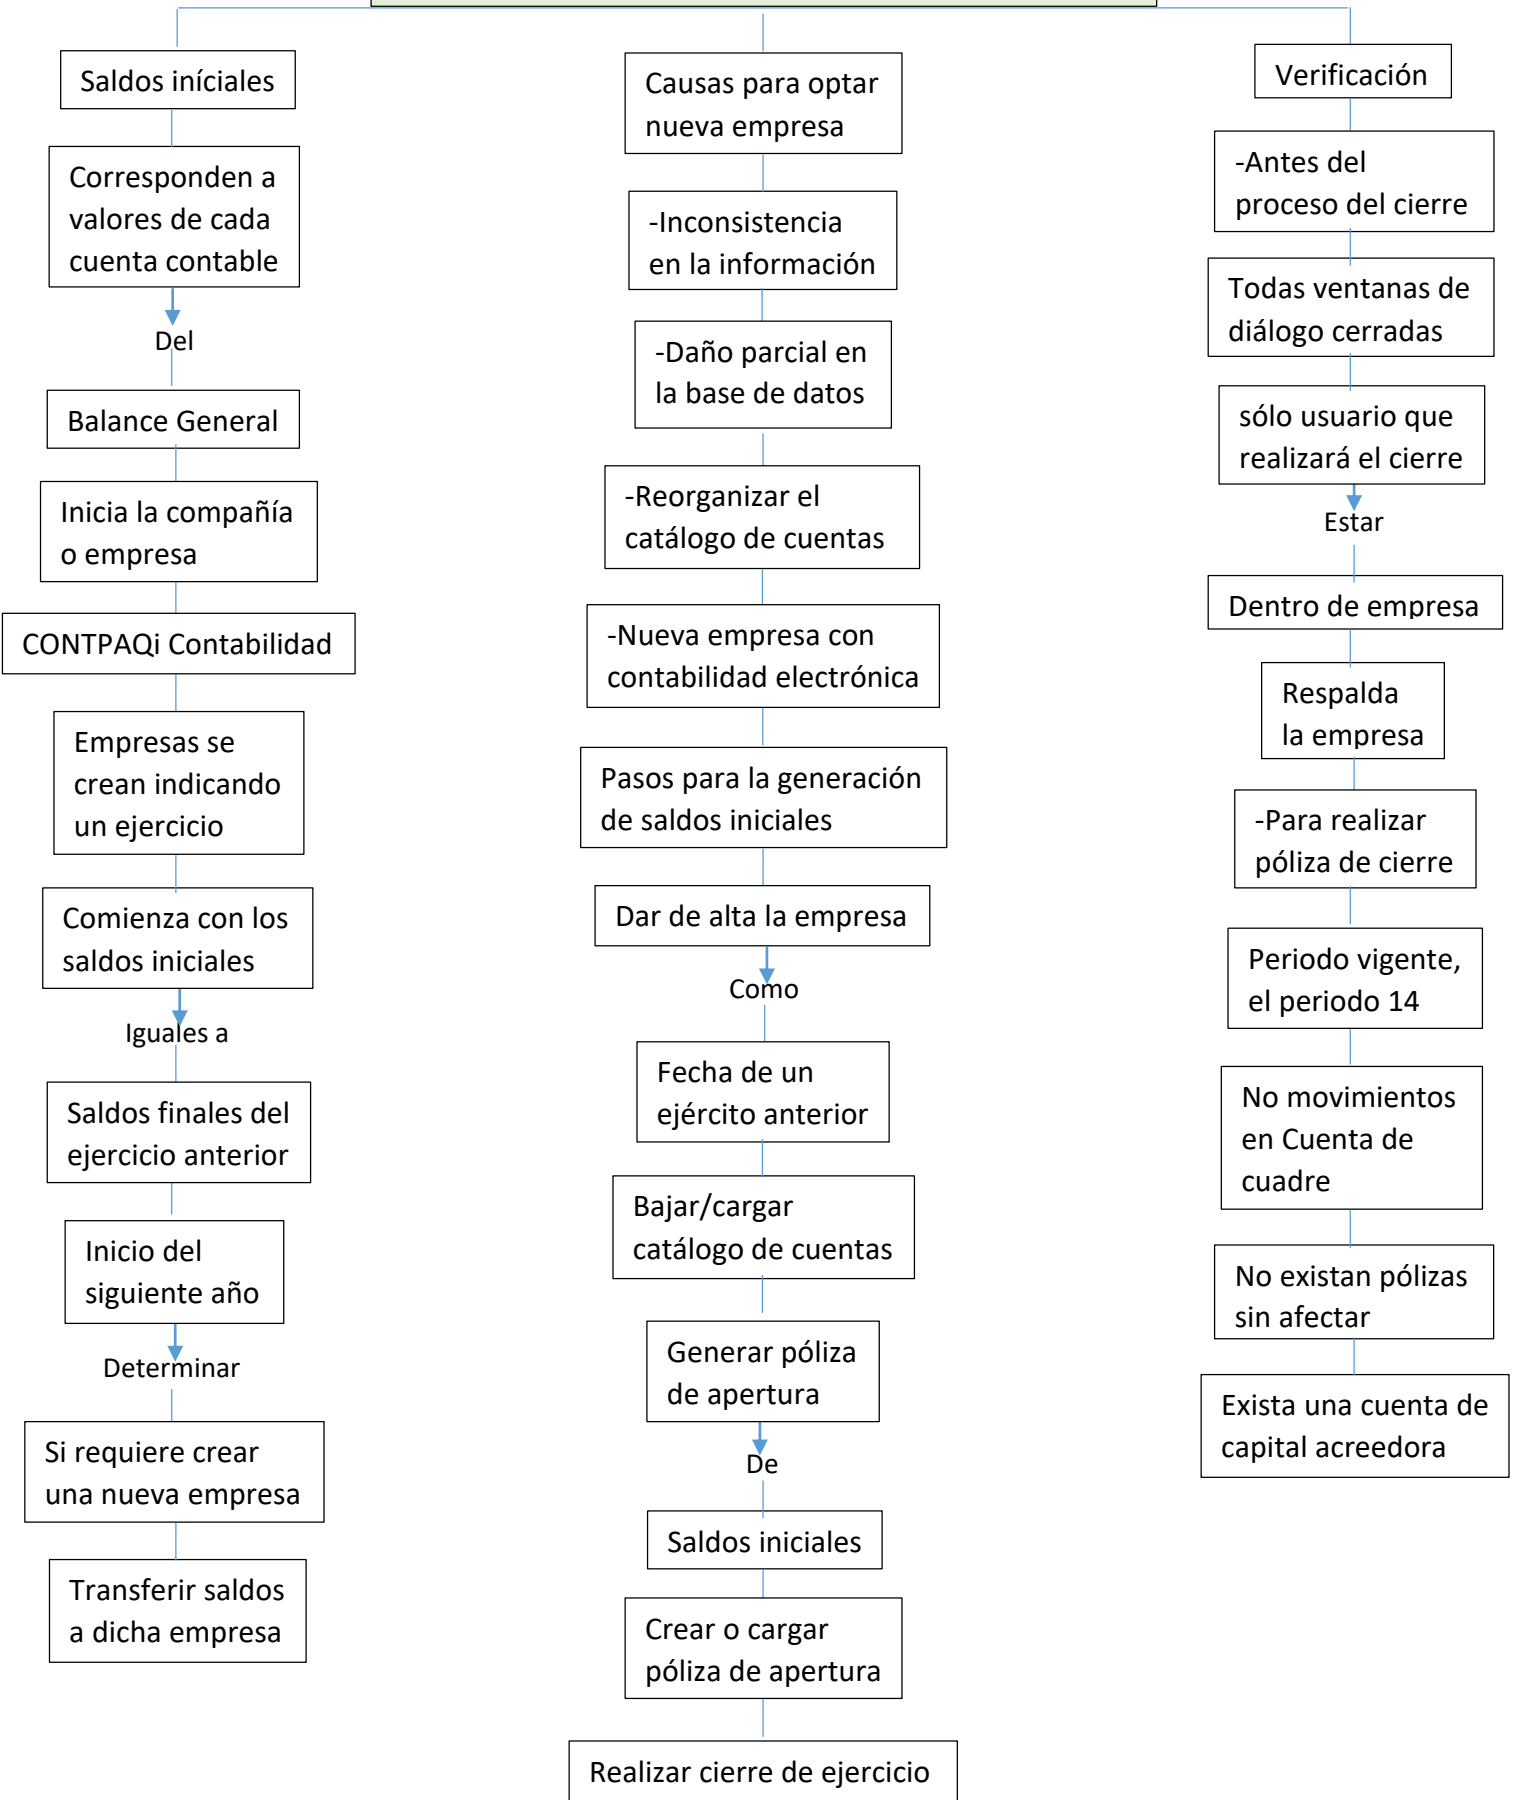 Saldos iníciales
Corresponden a
valores de cada
cuenta contable
Del
Balance General
Inicia la compañía
o empresa
CONTPAQi Contabilidad
Empresas se
crean indicando
un ejercicio
Comienza con los
saldos iniciales
Iguales a
Saldos finales del
ejercicio anterior
Inicio del
siguiente año
Determinar
Si requiere crear
una nueva empresa
Transferir saldos
a dicha empresa
Causas para optar
nueva empresa
-Inconsistencia
en la información
-Daño parcial en
la base de datos
-Reorganizar el
catálogo de cuentas
-Nueva empresa con
contabilidad electrónica
Pasos para la generación
de saldos iniciales
Dar de alta la empresa
Como
Fecha de un
ejército anterior
Bajar/cargar
catálogo de cuentas
Generar póliza
de apertura
De
Saldos iniciales
Crear o cargar
póliza de apertura
Realizar cierre de ejercicio
Verificación
-Antes del
proceso del cierre
Todas ventanas de
diálogo cerradas
sólo usuario que
realizará el cierre
Estar
Dentro de empresa
Respalda
la empresa
-Para realizar
póliza de cierre
Periodo vigente,
el periodo 14
No movimientos
en Cuenta de
cuadre
No existan pólizas
sin afectar
Exista una cuenta de
capital acreedora